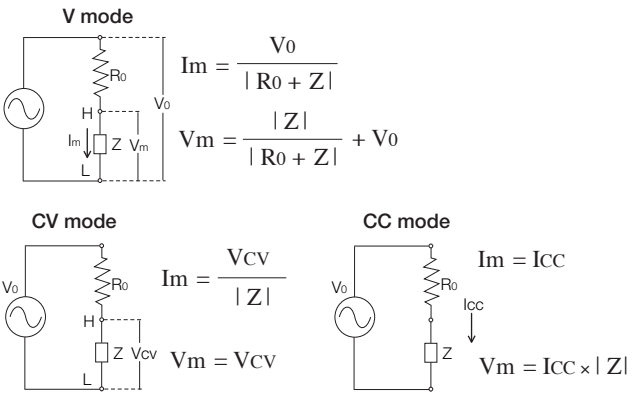 V mode
R0
V0
H
Im
Z
Vm
L
Im = V0 / | R0 + Z |
Vm = | Z | / | R0 + Z | + V0
CV mode
V0
R0
H
Z
VCV
L
Im = VCV / | Z |
Vm = VCV
CC mode
V0
R0
ICC
Z
Im = ICC
Vm = ICC × | Z |